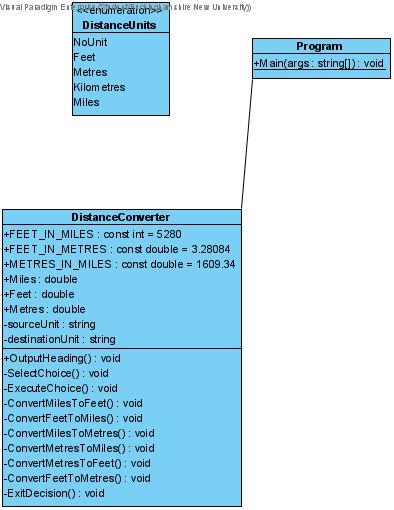 Visual Paradigm
New University))
<<enumeration>>
DistanceUnits
NoUnit
Feet
Metres
Kilometres
Miles
Program
+Main(args : string[]) : void
DistanceConverter
+FEET_IN_MILES : const int = 5280
+FEET_IN_METRES : const double = 3.28084
+METRES_IN_MILES : const double = 1609.34
+Miles : double
+Feet : double
+Metres : double
-sourceUnit : string
-destinationUnit : string
+OutputHeading() : void
-SelectChoice() : void
-ExecuteChoice() : void
-ConvertMilesToFeet() : void
-ConvertFeetToMiles() : void
-ConvertMilesToMetres() : void
-ConvertMetresToMiles() : void
-ConvertMetresToFeet() : void
-ConvertFeetToMetres() : void
-ExitDecision() : void